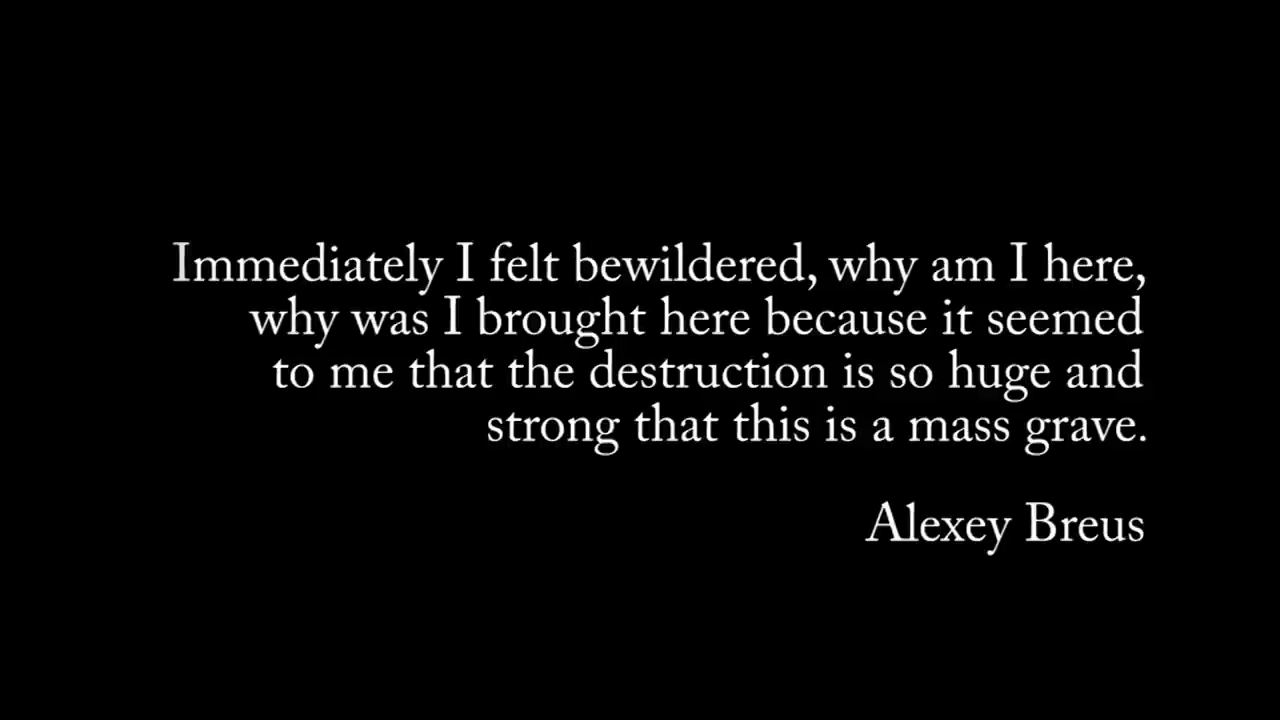 Immediately I felt bewildered, why am I here,
why was I brought here because it seemed
to me that the destruction is so huge and
strong that this is a mass grave.
Alexey Breus